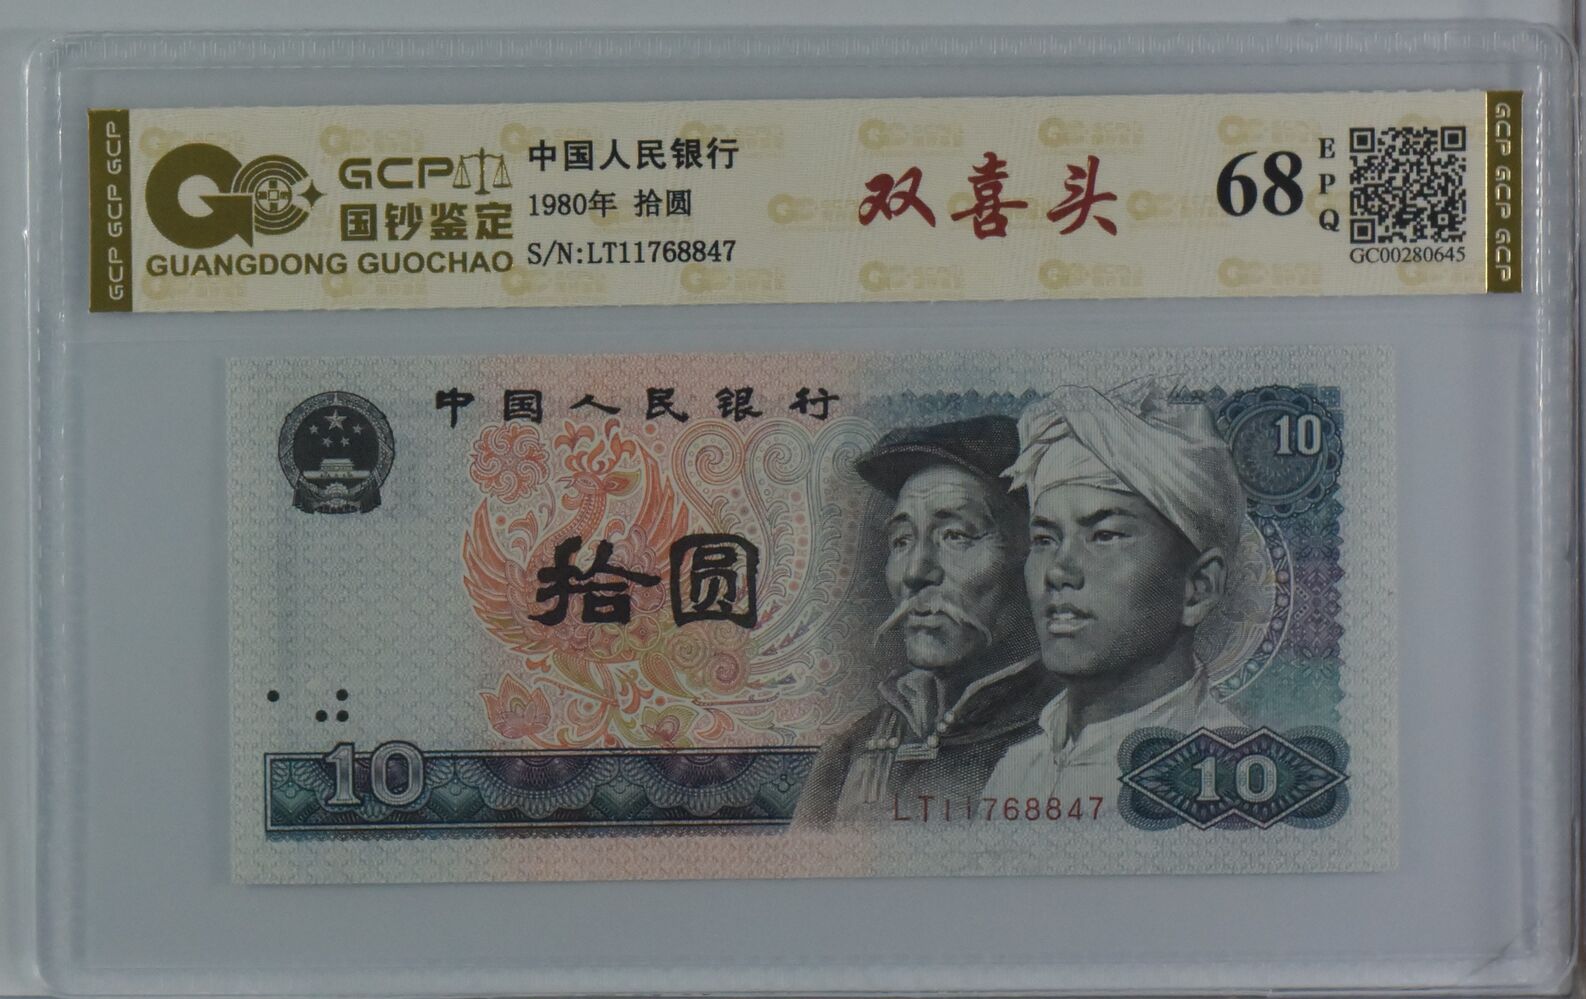 GCP GCP GCP
GCP
国钞鉴定
GUANGDONG GUOCHAO
中国人民银行
1980年 拾圆
S/N:LT11768847
双喜头
68
EPQ
GC00280645
GCP GCP GCP
中国人民银行
10
拾圆
10
LT11768847
10